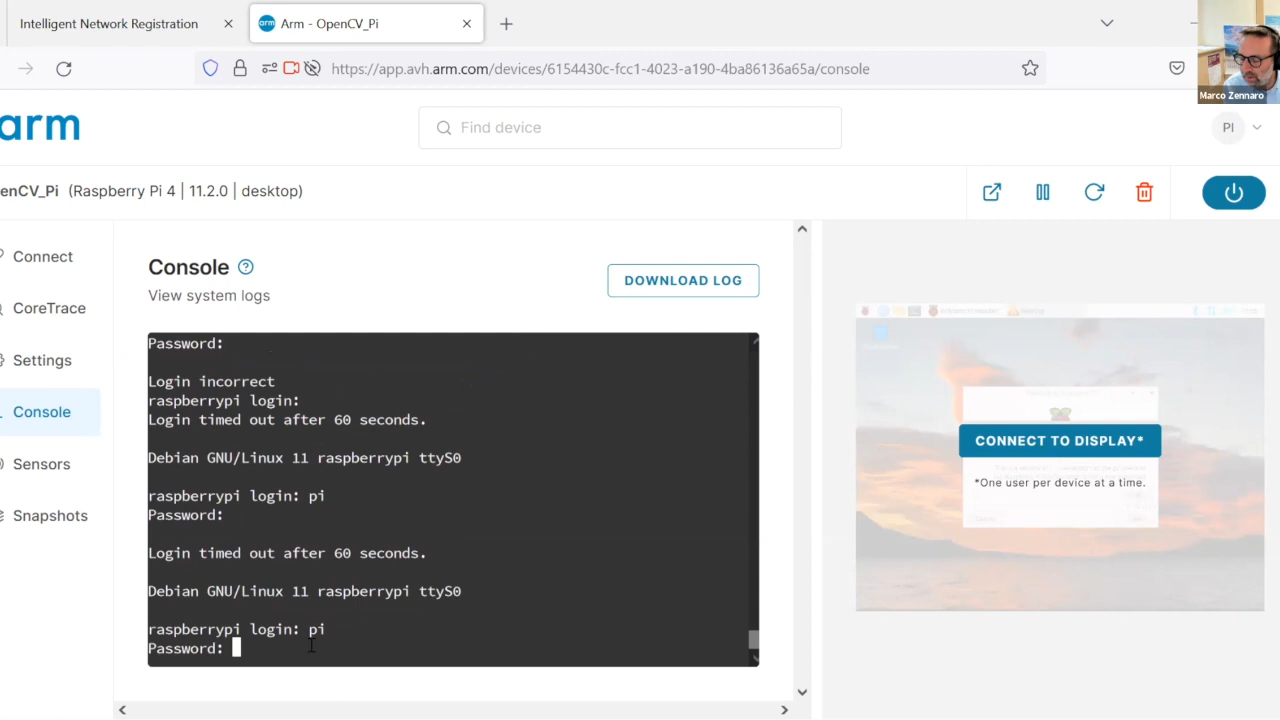 Intelligent Network Registration
arm
Arm - OpenCV_Pi
https://app.avh.arm.com/devices/6154430c-fcc1-4023-a190-4ba86136a65a/console
Marco Zennaro
arm
Find device
PI
enCV_Pi (Raspberry Pi 4 | 11.2.0 | desktop)
Connect
CoreTrace
Settings
Console
Sensors
Snapshots
Console
View system logs
DOWNLOAD LOG
Password:
Login incorrect
raspberrypi login:
Login timed out after 60 seconds.
Debian GNU/Linux 11 raspberrypi ttyS0
raspberrypi login: pi
Password:
Login timed out after 60 seconds.
Debian GNU/Linux 11 raspberrypi ttyS0
raspberrypi login: pi
Password:
CONNECT TO DISPLAY*
*One user per device at a time.